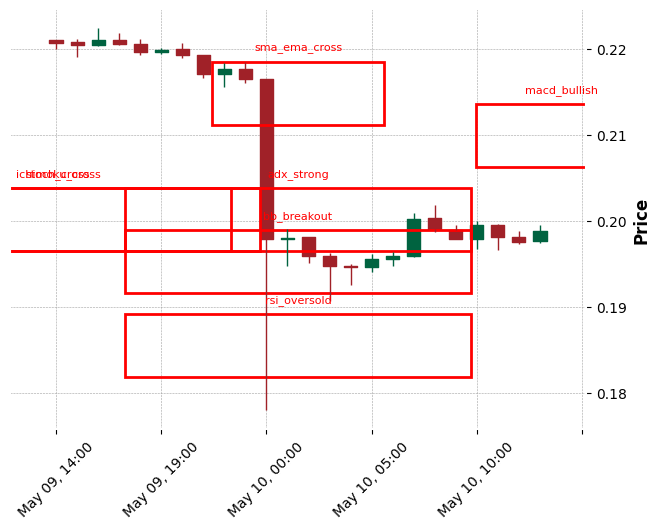 sma_ema_cross
macd_bullish
stoch_cross
adx_strong
bb_breakout
rsi_oversold
0.22
0.21
0.20
0.19
0.18
Price
May 09, 14:00
May 09, 19:00
May 10, 00:00
May 10, 05:00
May 10, 10:00